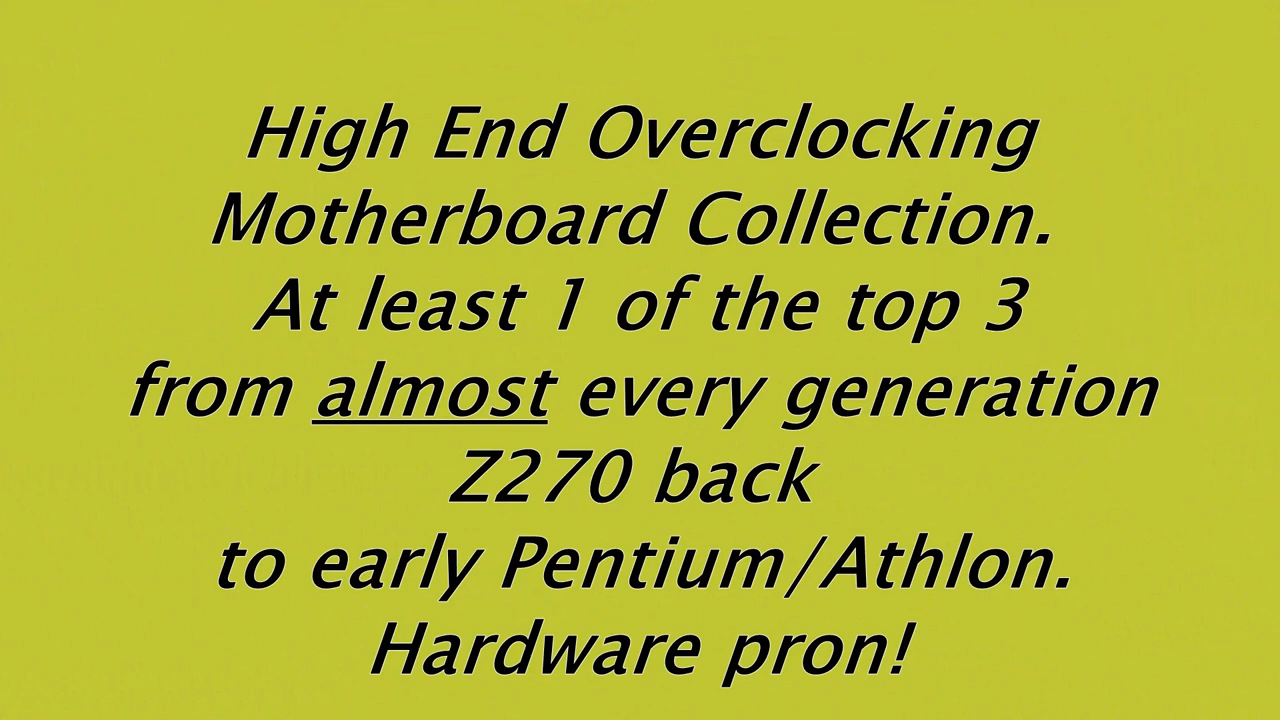 High End Overclocking
Motherboard Collection.
At least 1 of the top 3
from almost every generation
Z270 back
to early Pentium/Athlon.
Hardware pron!